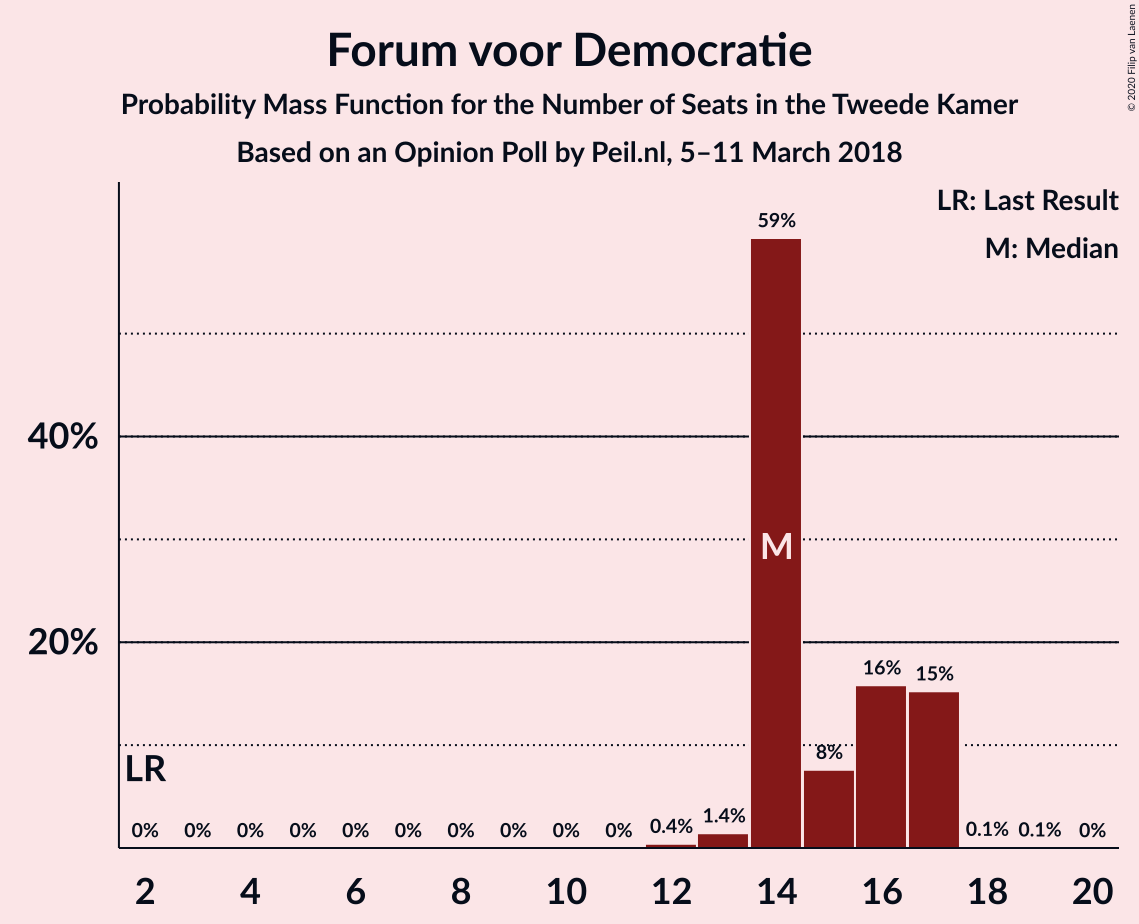 Forum voor Democratie
Probability Mass Function for the Number of Seats in the Tweede Kamer
Based on an Opinion Poll by Peil.nl, 5–11 March 2018
© 2020 Filip van Laenen
LR: Last Result
M: Median
59%
40%
M
20%
16%
15%
8%
LR
1.4%
0% 0% 0% 0% 0% 0% 0% 0% 0% 0% 0.4% 0.1% 0.1% 0%
2 4 6 8 10 12 14 16 18 20